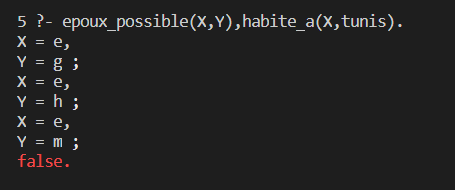 5 ?- epoux_possible(X,Y),habite_a(X,tunis).
X = e,
Y = g ;
X = e,
Y = h ;
X = e,
Y = m ;
false.